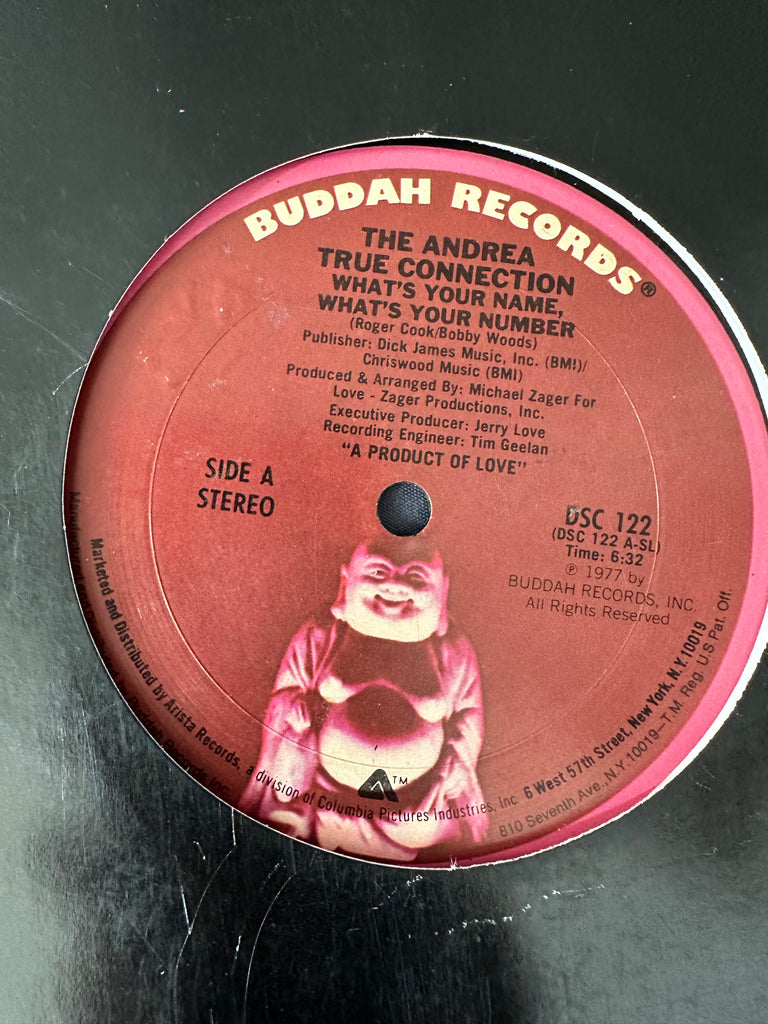 BUDDAH RECORDS®
THE ANDREA
TRUE CONNECTION
WHAT'S YOUR NAME,
WHAT'S YOUR NUMBER
(Roger Cook/Bobby Woods)
Publisher: Dick James Music, Inc. (BMI)/
Chriswood Music (BMI)
Produced & Arranged By: Michael Zager For
Love - Zager Productions, Inc.
Executive Producer: Jerry Love
Recording Engineer: Tim Geelan
"A PRODUCT OF LOVE"
SIDE A
STEREO
DSC 122
(DSC 122 A-SL)
Time: 6:32
℗ 1977 by
BUDDAH RECORDS, INC.
All Rights Reserved
Marketed and Distributed by Arista Records, a division of Columbia Pictures Industries, Inc. 6 West 57th Street, New York, N.Y. 10019
Buddah Records, Inc. 810 Seventh Ave., N.Y. 10019—T.M. Reg. U.S. Pat. Off.
TM